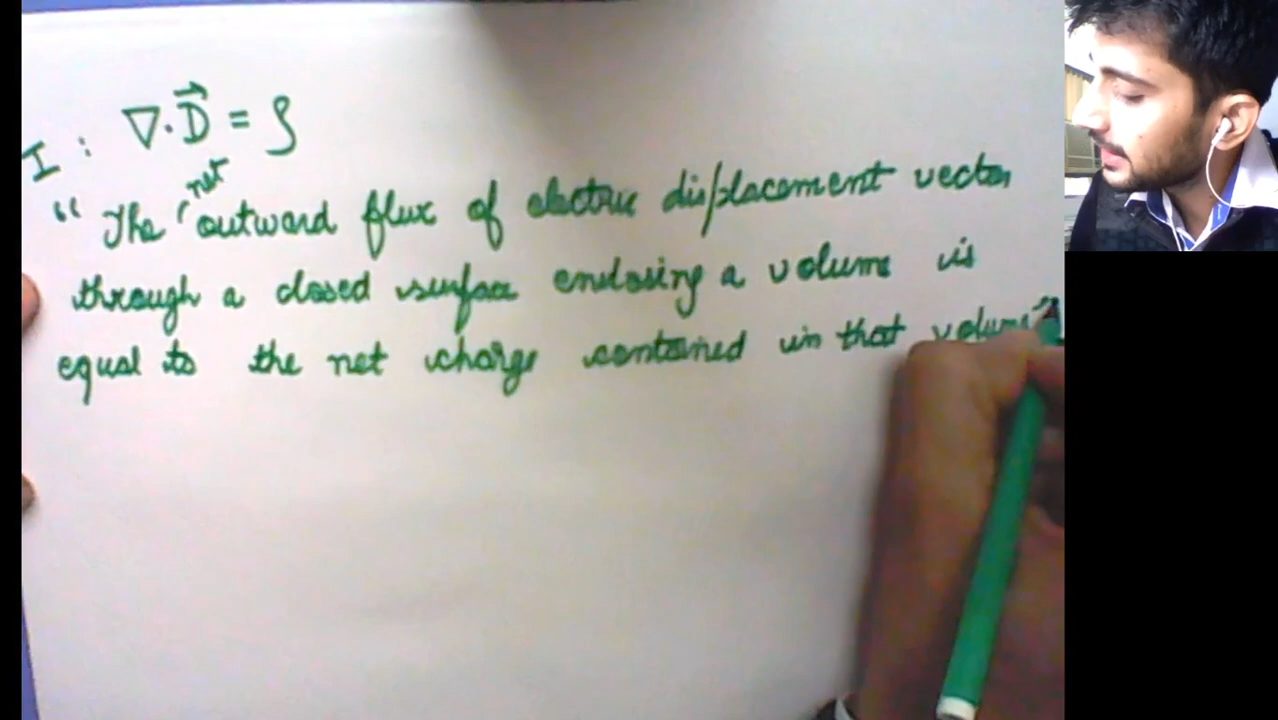 I : ∇·D⃗ = ρ
net
“ The outward flux of electric displacement vector
through a closed surface enclosing a volume is
equal to the net charge contained in that volume”